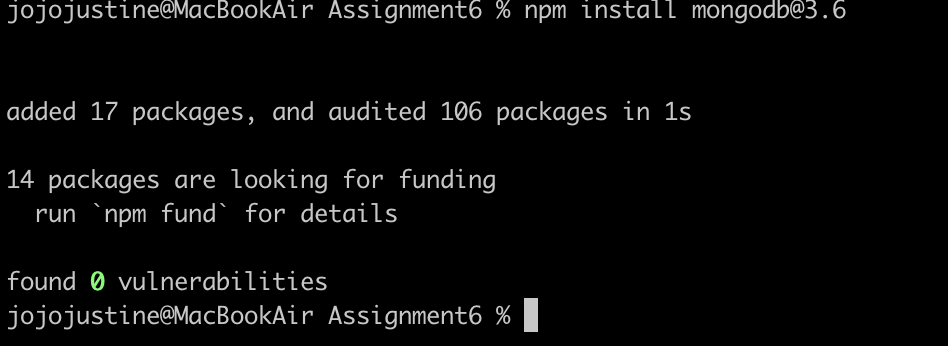 jojojustine@MacBookAir Assignment6 % npm install mongodb@3.6
added 17 packages, and audited 106 packages in 1s
14 packages are looking for funding
  run `npm fund` for details
found 0 vulnerabilities
jojojustine@MacBookAir Assignment6 %